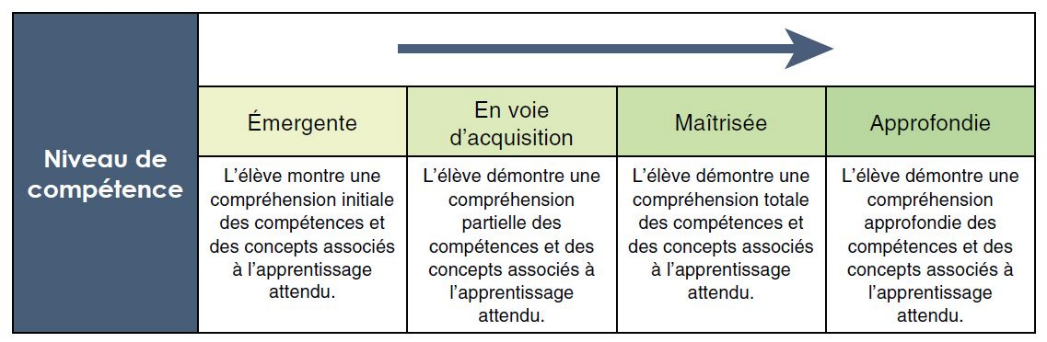 Niveau de
compétence
Émergente
En voie
d'acquisition
Maîtrisée
Approfondie
L'élève montre une
compréhension initiale
des compétences et
des concepts associés
à l'apprentissage
attendu.
L'élève démontre une
compréhension
partielle des
compétences et des
concepts associés à
l'apprentissage
attendu.
L'élève démontre une
compréhension totale
des compétences et
des concepts associés
à l'apprentissage
attendu.
L'élève démontre une
compréhension
approfondie des
compétences et des
concepts associés à
l'apprentissage
attendu.